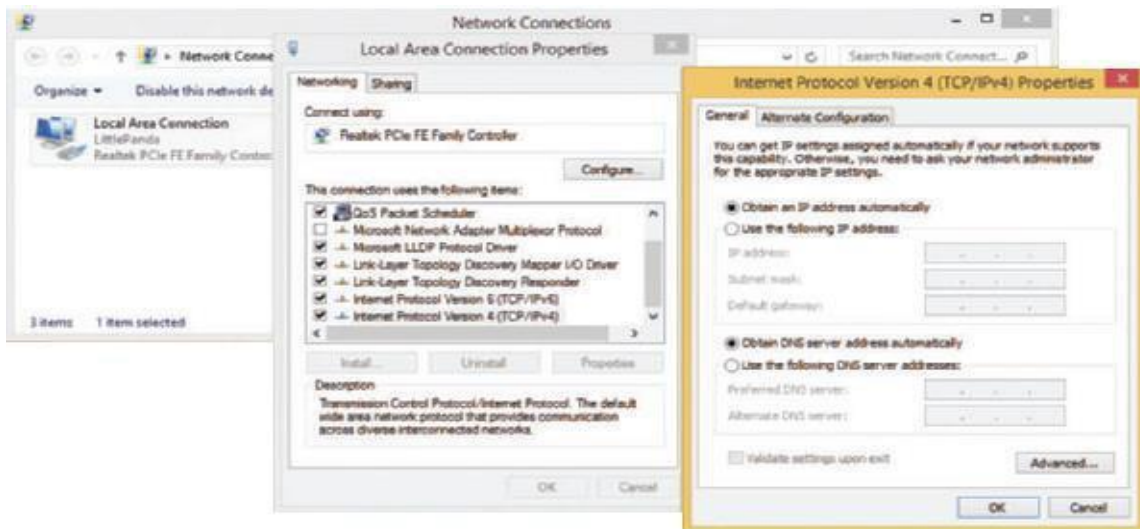 Network Connections
Network Conne
Search Network Connect...
Organize
Disable this network de
Local Area Connection
LittlePanda
Realtek PCIe FE Family Contro
3 items 1 item selected
Local Area Connection Properties
Networking Sharing
Connect using:
Realtek PCIe FE Family Controller
Configure...
This connection uses the following items:
QoS Packet Scheduler
Microsoft Network Adapter Multiplexor Protocol
Microsoft LLDP Protocol Driver
Link-Layer Topology Discovery Mapper I/O Driver
Link-Layer Topology Discovery Responder
Internet Protocol Version 6 (TCP/IPv6)
Internet Protocol Version 4 (TCP/IPv4)
Install... Uninstall Properties
Description
Transmission Control Protocol/Internet Protocol. The default
wide area network protocol that provides communication
across diverse interconnected networks.
OK Cancel
Internet Protocol Version 4 (TCP/IPv4) Properties
General Alternate Configuration
You can get IP settings assigned automatically if your network supports
this capability. Otherwise, you need to ask your network administrator
for the appropriate IP settings.
Obtain an IP address automatically
Use the following IP address:
IP address:
Subnet mask:
Default gateway:
Obtain DNS server address automatically
Use the following DNS server addresses:
Preferred DNS server:
Alternate DNS server:
Validate settings upon exit
Advanced...
OK Cancel